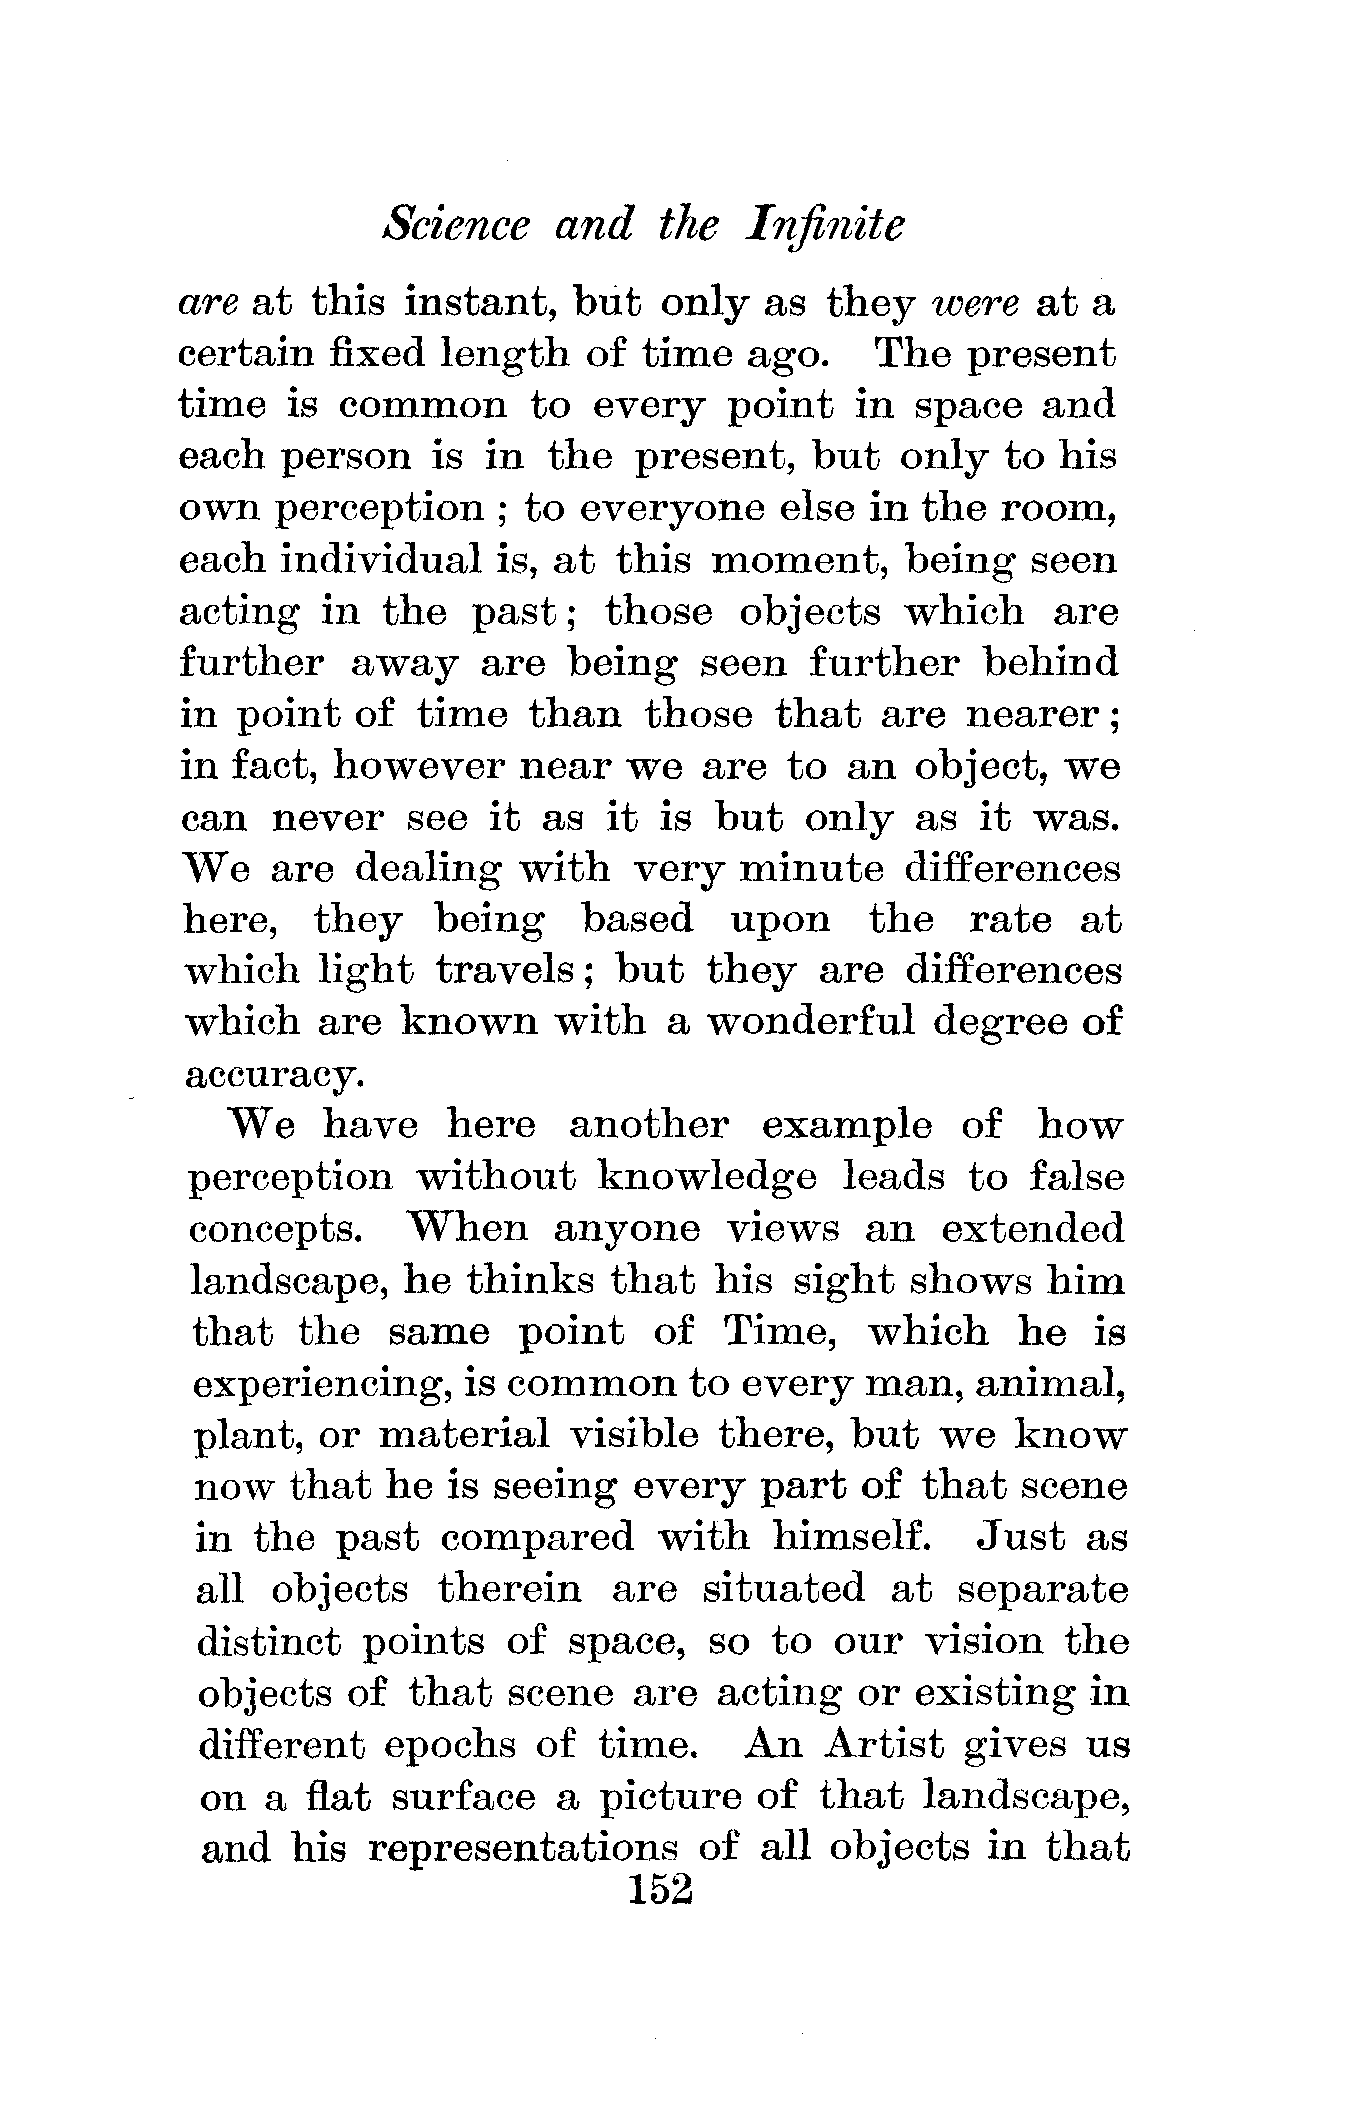 Science and the Infinite
are at this instant, but only as they were at a
certain fixed length of time ago. The present
time is common to every point in space and
each person is in the present, but only to his
own perception ; to everyone else in the room,
each individual is, at this moment, being seen
acting in the past ; those objects which are
further away are being seen further behind
in point of time than those that are nearer ;
in fact, however near we are to an object, we
can never see it as it is but only as it was.
We are dealing with very minute differences
here, they being based upon the rate at
which light travels ; but they are differences
which are known with a wonderful degree of
accuracy.
We have here another example of how
perception without knowledge leads to false
concepts. When anyone views an extended
landscape, he thinks that his sight shows him
that the same point of Time, which he is
experiencing, is common to every man, animal,
plant, or material visible there, but we know
now that he is seeing every part of that scene
in the past compared with himself. Just as
all objects therein are situated at separate
distinct points of space, so to our vision the
objects of that scene are acting or existing in
different epochs of time. An Artist gives us
on a flat surface a picture of that landscape,
and his representations of all objects in that
152